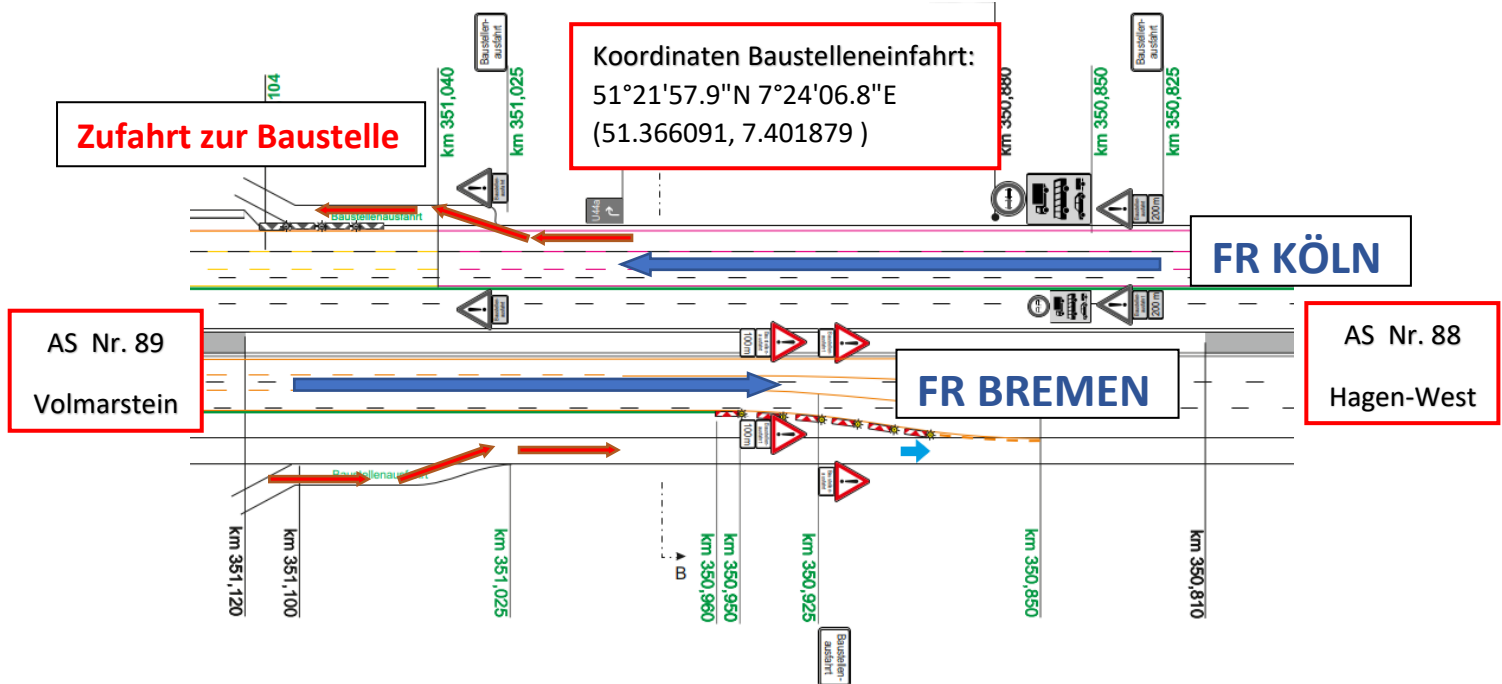 Baustellen-
ausfahrt
Baustellen-
ausfahrt
Koordinaten Baustelleneinfahrt:
51°21'57.9"N 7°24'06.8"E
(51.366091, 7.401879 )
104
km 351,040
km 351,025
km 350,880
km 350,850
km 350,825
Zufahrt zur Baustelle
Baustellenausfahrt
U44a
200 m
FR KÖLN
200 m
AS Nr. 89
Volmarstein
AS Nr. 88
Hagen-West
100 m
FR BREMEN
100 m
Baustellenausfahrt
B
km 351,120
km 351,100
km 351,025
km 350,960
km 350,950
km 350,925
km 350,850
km 350,810
Baustellen-
ausfahrt